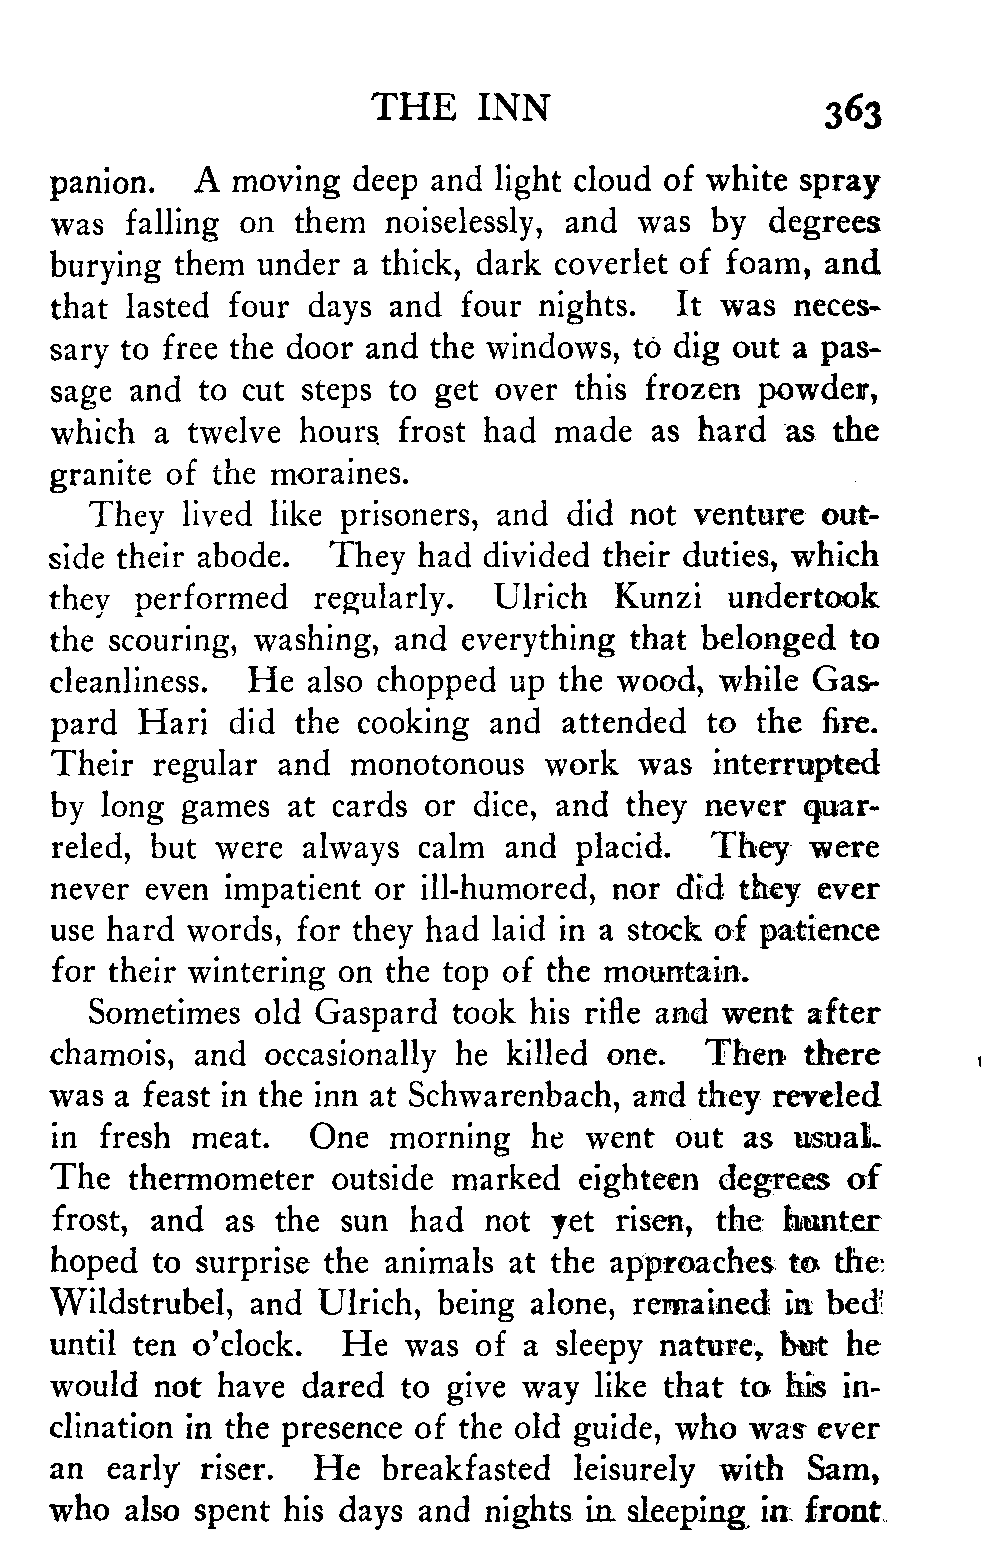 THE INN 363
panion. A moving deep and light cloud of white spray
was falling on them noiselessly, and was by degrees
burying them under a thick, dark coverlet of foam, and
that lasted four days and four nights. It was neces-
sary to free the door and the windows, to dig out a pas-
sage and to cut steps to get over this frozen powder,
which a twelve hours frost had made as hard as the
granite of the moraines.
They lived like prisoners, and did not venture out-
side their abode. They had divided their duties, which
they performed regularly. Ulrich Kunzi undertook
the scouring, washing, and everything that belonged to
cleanliness. He also chopped up the wood, while Gas-
pard Hari did the cooking and attended to the fire.
Their regular and monotonous work was interrupted
by long games at cards or dice, and they never quar-
reled, but were always calm and placid. They were
never even impatient or ill-humored, nor did they ever
use hard words, for they had laid in a stock of patience
for their wintering on the top of the mountain.
Sometimes old Gaspard took his rifle and went after
chamois, and occasionally he killed one. Then there
was a feast in the inn at Schwarenbach, and they reveled
in fresh meat. One morning he went out as usual.
The thermometer outside marked eighteen degrees of
frost, and as the sun had not yet risen, the hunter
hoped to surprise the animals at the approaches to the
Wildstrubel, and Ulrich, being alone, remained in bed
until ten o'clock. He was of a sleepy nature, but he
would not have dared to give way like that to his in-
clination in the presence of the old guide, who was ever
an early riser. He breakfasted leisurely with Sam,
who also spent his days and nights in sleeping in front